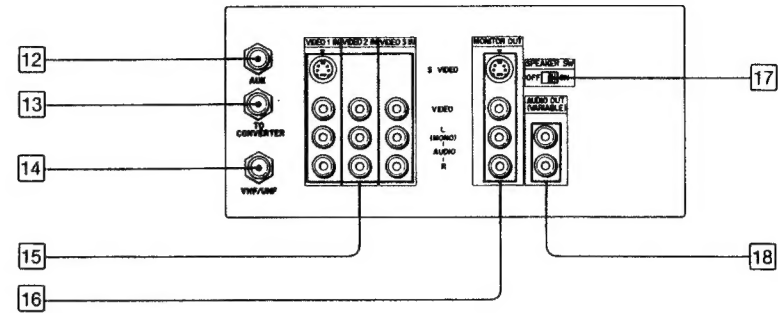 12
13
14
15
16
17
18
AUX
TO
CONVERTER
VHF/UHF
VIDEO 1 IN
VIDEO 2 IN
VIDEO 3 IN
S VIDEO
VIDEO
L
(MONO)
AUDIO
R
MONITOR OUT
SPEAKER SW
OFF ON
AUDIO OUT
(VARIABLE)